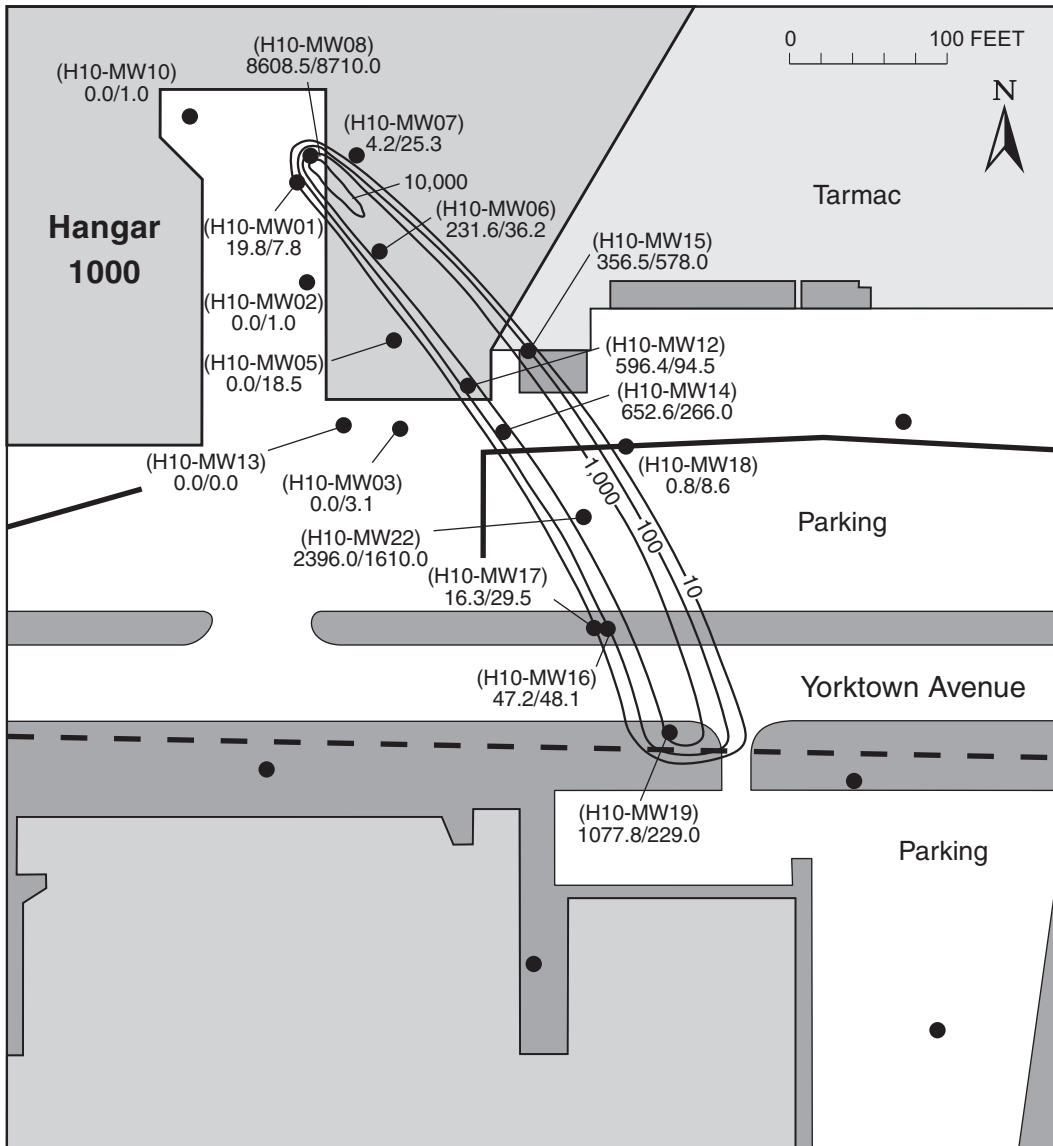 (H10-MW08)
8608.5/8710.0
0 100 FEET
(H10-MW10)
0.0/1.0
N
(H10-MW07)
4.2/25.3
10,000
Tarmac
Hangar
1000
(H10-MW06)
231.6/36.2
(H10-MW01)
19.8/7.8
(H10-MW15)
356.5/578.0
(H10-MW02)
0.0/1.0
(H10-MW12)
596.4/94.5
(H10-MW05)
0.0/18.5
(H10-MW14)
652.6/266.0
(H10-MW13)
0.0/0.0
(H10-MW03)
0.0/3.1
(H10-MW18)
0.8/8.6
1,000
100
10
Parking
(H10-MW22)
2396.0/1610.0
(H10-MW17)
16.3/29.5
(H10-MW16)
47.2/48.1
Yorktown Avenue
(H10-MW19)
1077.8/229.0
Parking